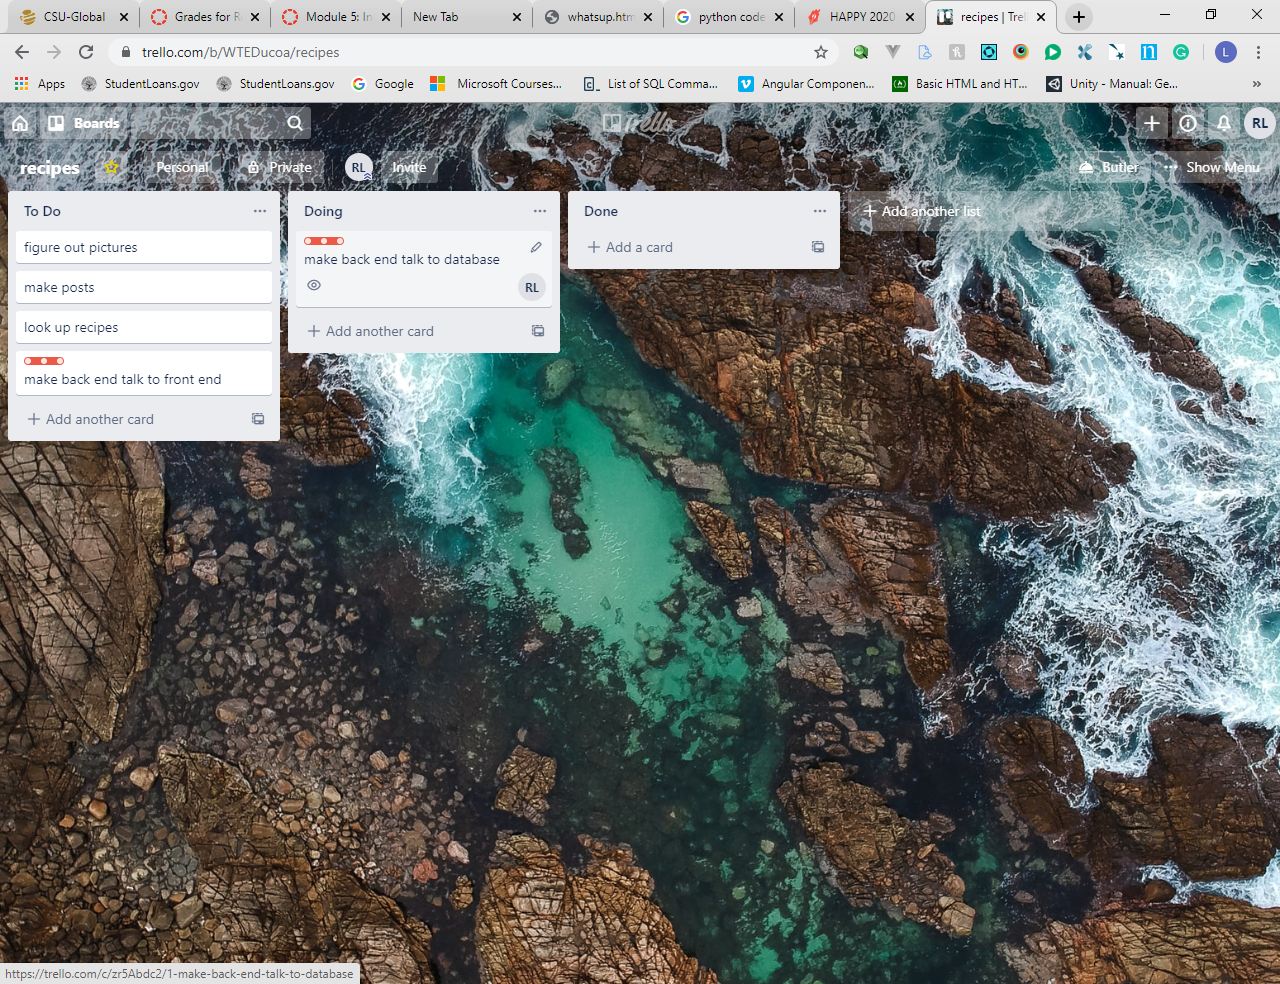 CSU-Global
Grades for R
Module 5: In
New Tab
whatsup.htm
python code
HAPPY 2020
recipes | Trel
trello.com/b/WTEDucoa/recipes
L
Apps
StudentLoans.gov
StudentLoans.gov
Google
Microsoft Courses...
List of SQL Comma...
Angular Componen...
Basic HTML and HT...
Unity - Manual: Ge...
Boards
Trello
RL
recipes
Personal
Private
RL
Invite
Butler
Show Menu
To Do
figure out pictures
make posts
look up recipes
make back end talk to front end
Add another card
Doing
make back end talk to database
RL
Add another card
Done
Add a card
Add another list
https://trello.com/c/zr5Abdc2/1-make-back-end-talk-to-database